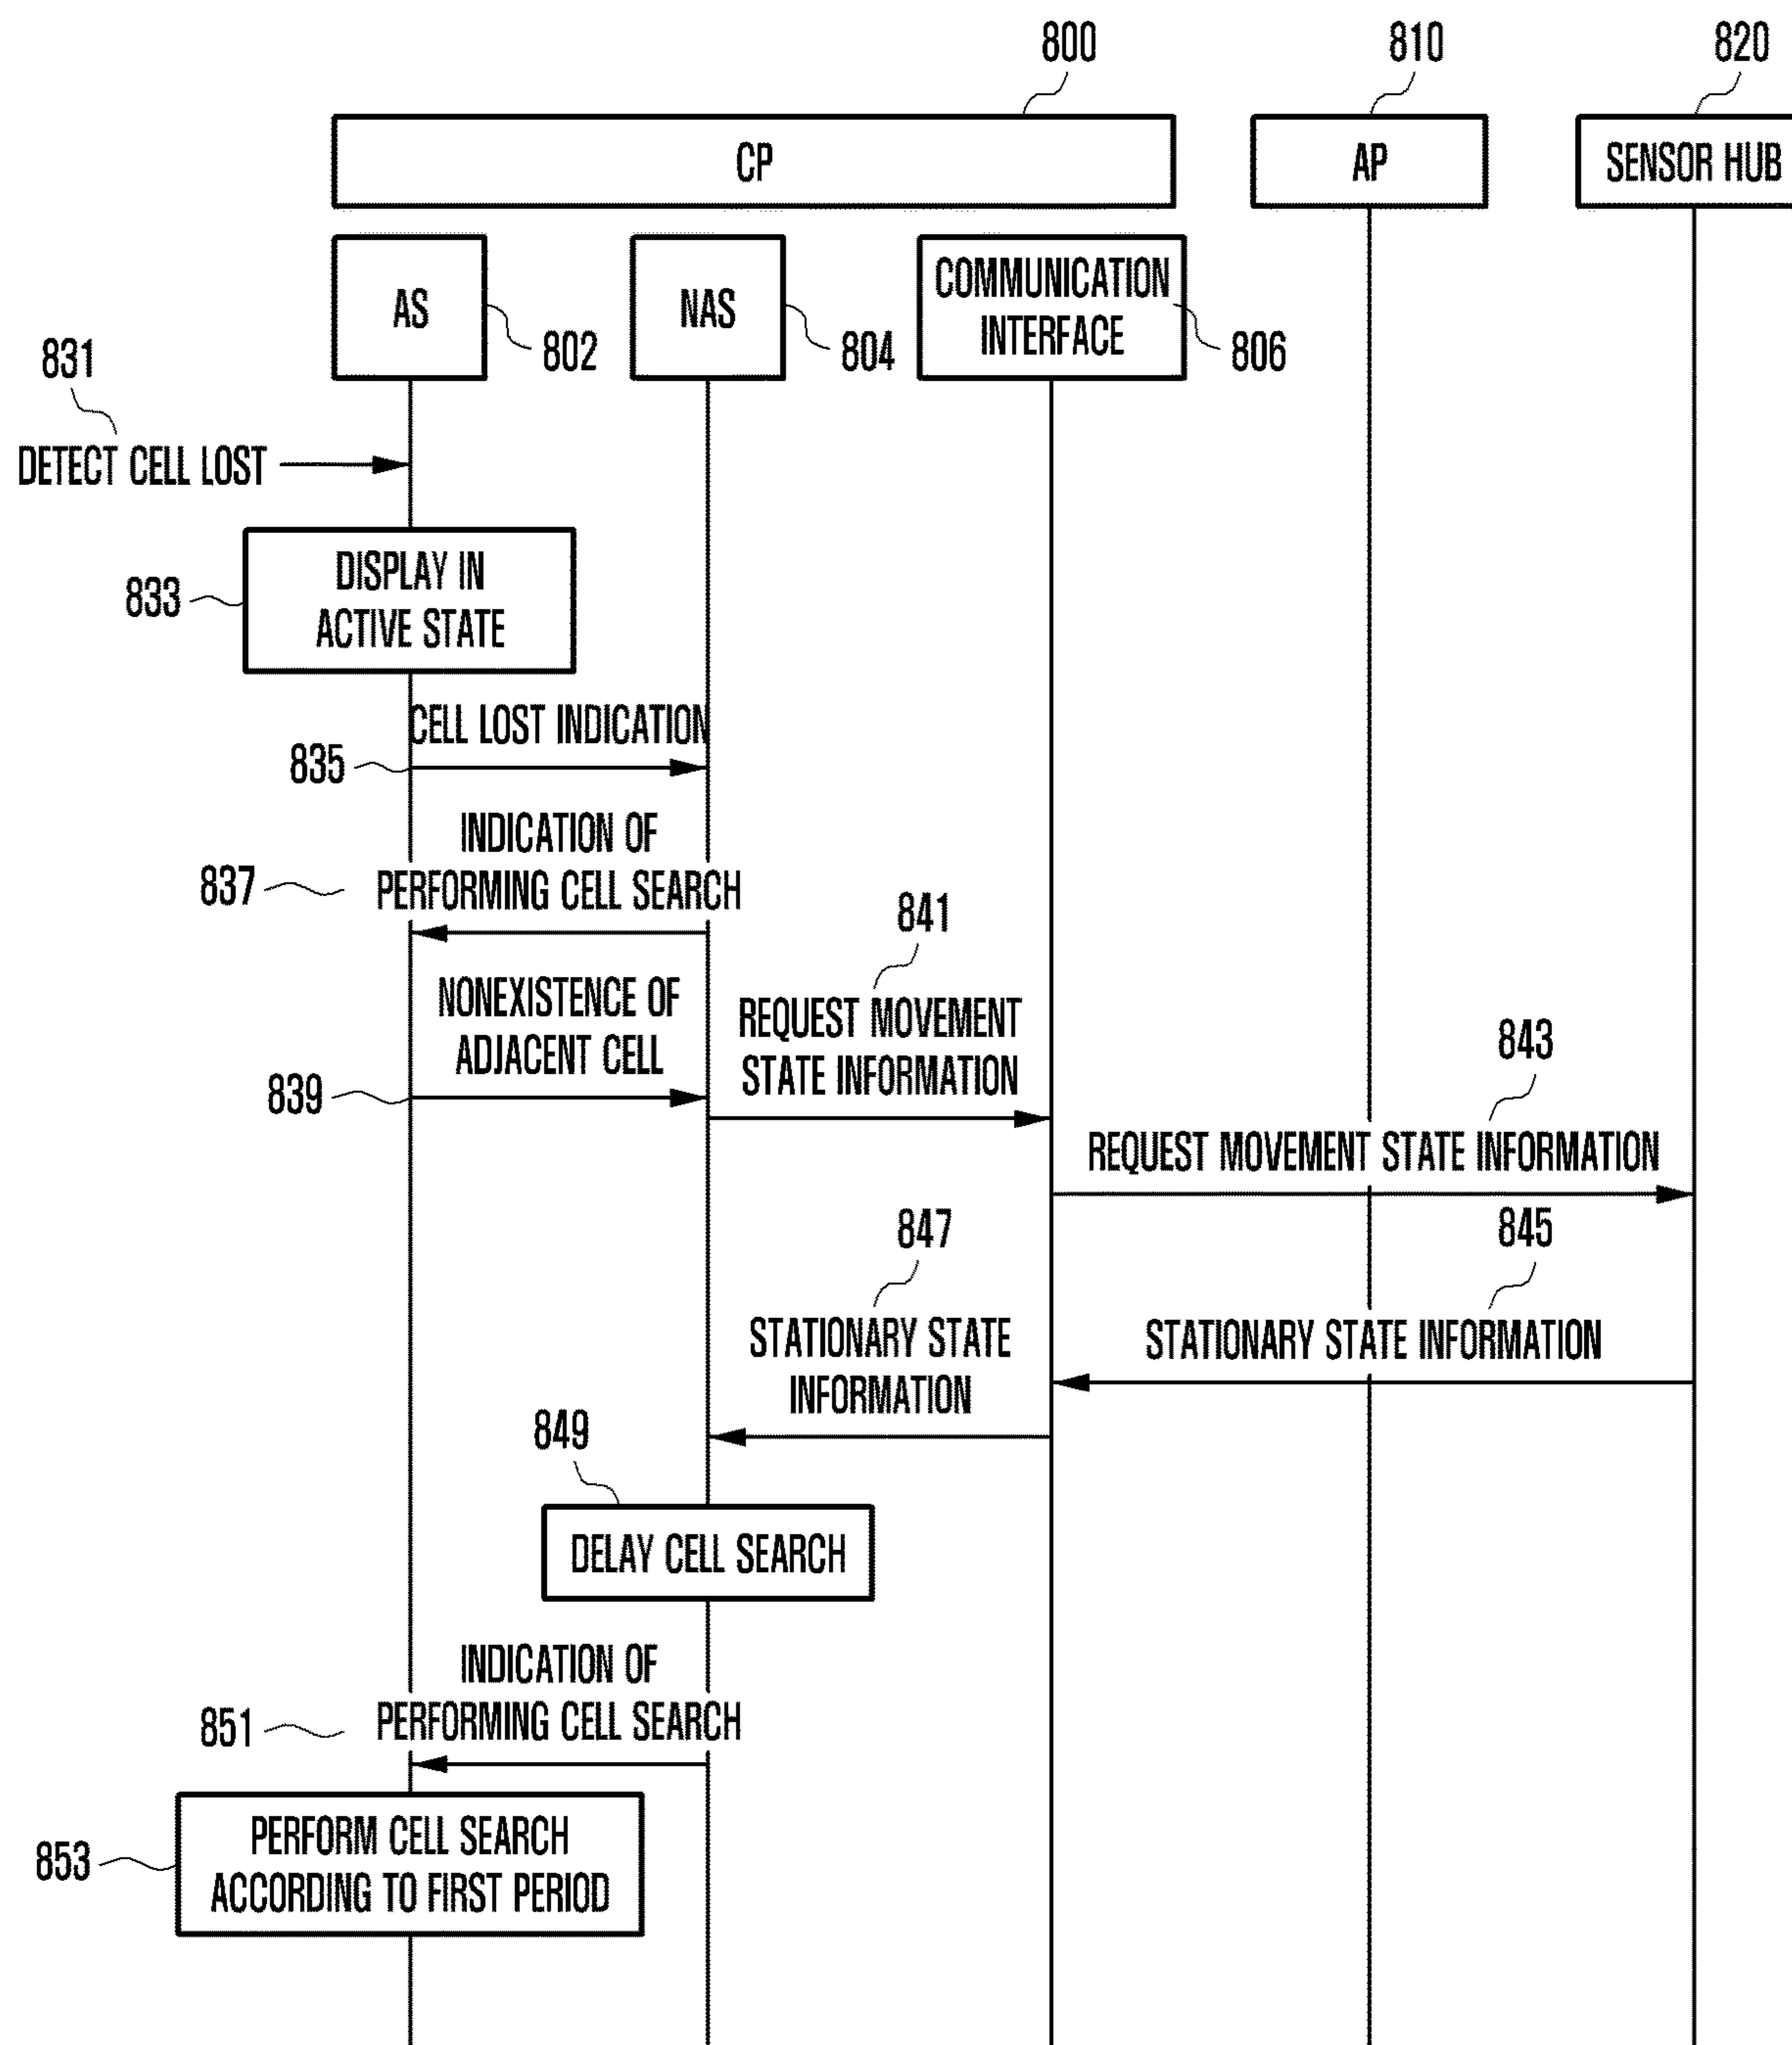 800
810
820
CP
AP
SENSOR HUB
AS
802
NAS
804
COMMUNICATION
INTERFACE
806
831
DETECT CELL LOST
833
DISPLAY IN
ACTIVE STATE
CELL LOST INDICATION
835
INDICATION OF
PERFORMING CELL SEARCH
837
NONEXISTENCE OF
ADJACENT CELL
839
841
REQUEST MOVEMENT
STATE INFORMATION
843
REQUEST MOVEMENT STATE INFORMATION
845
STATIONARY STATE INFORMATION
847
STATIONARY STATE
INFORMATION
849
DELAY CELL SEARCH
INDICATION OF
PERFORMING CELL SEARCH
851
853
PERFORM CELL SEARCH
ACCORDING TO FIRST PERIOD